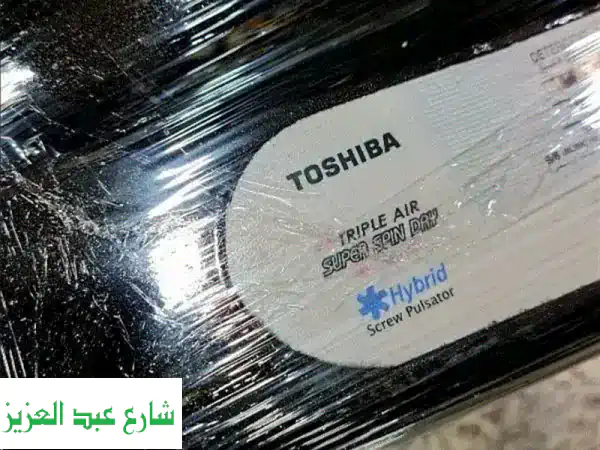 TOSHIBA
TRIPLE AIR
SUPER SPIN DRY
Hybrid
Screw Pulsator
شارع عبد العزيز